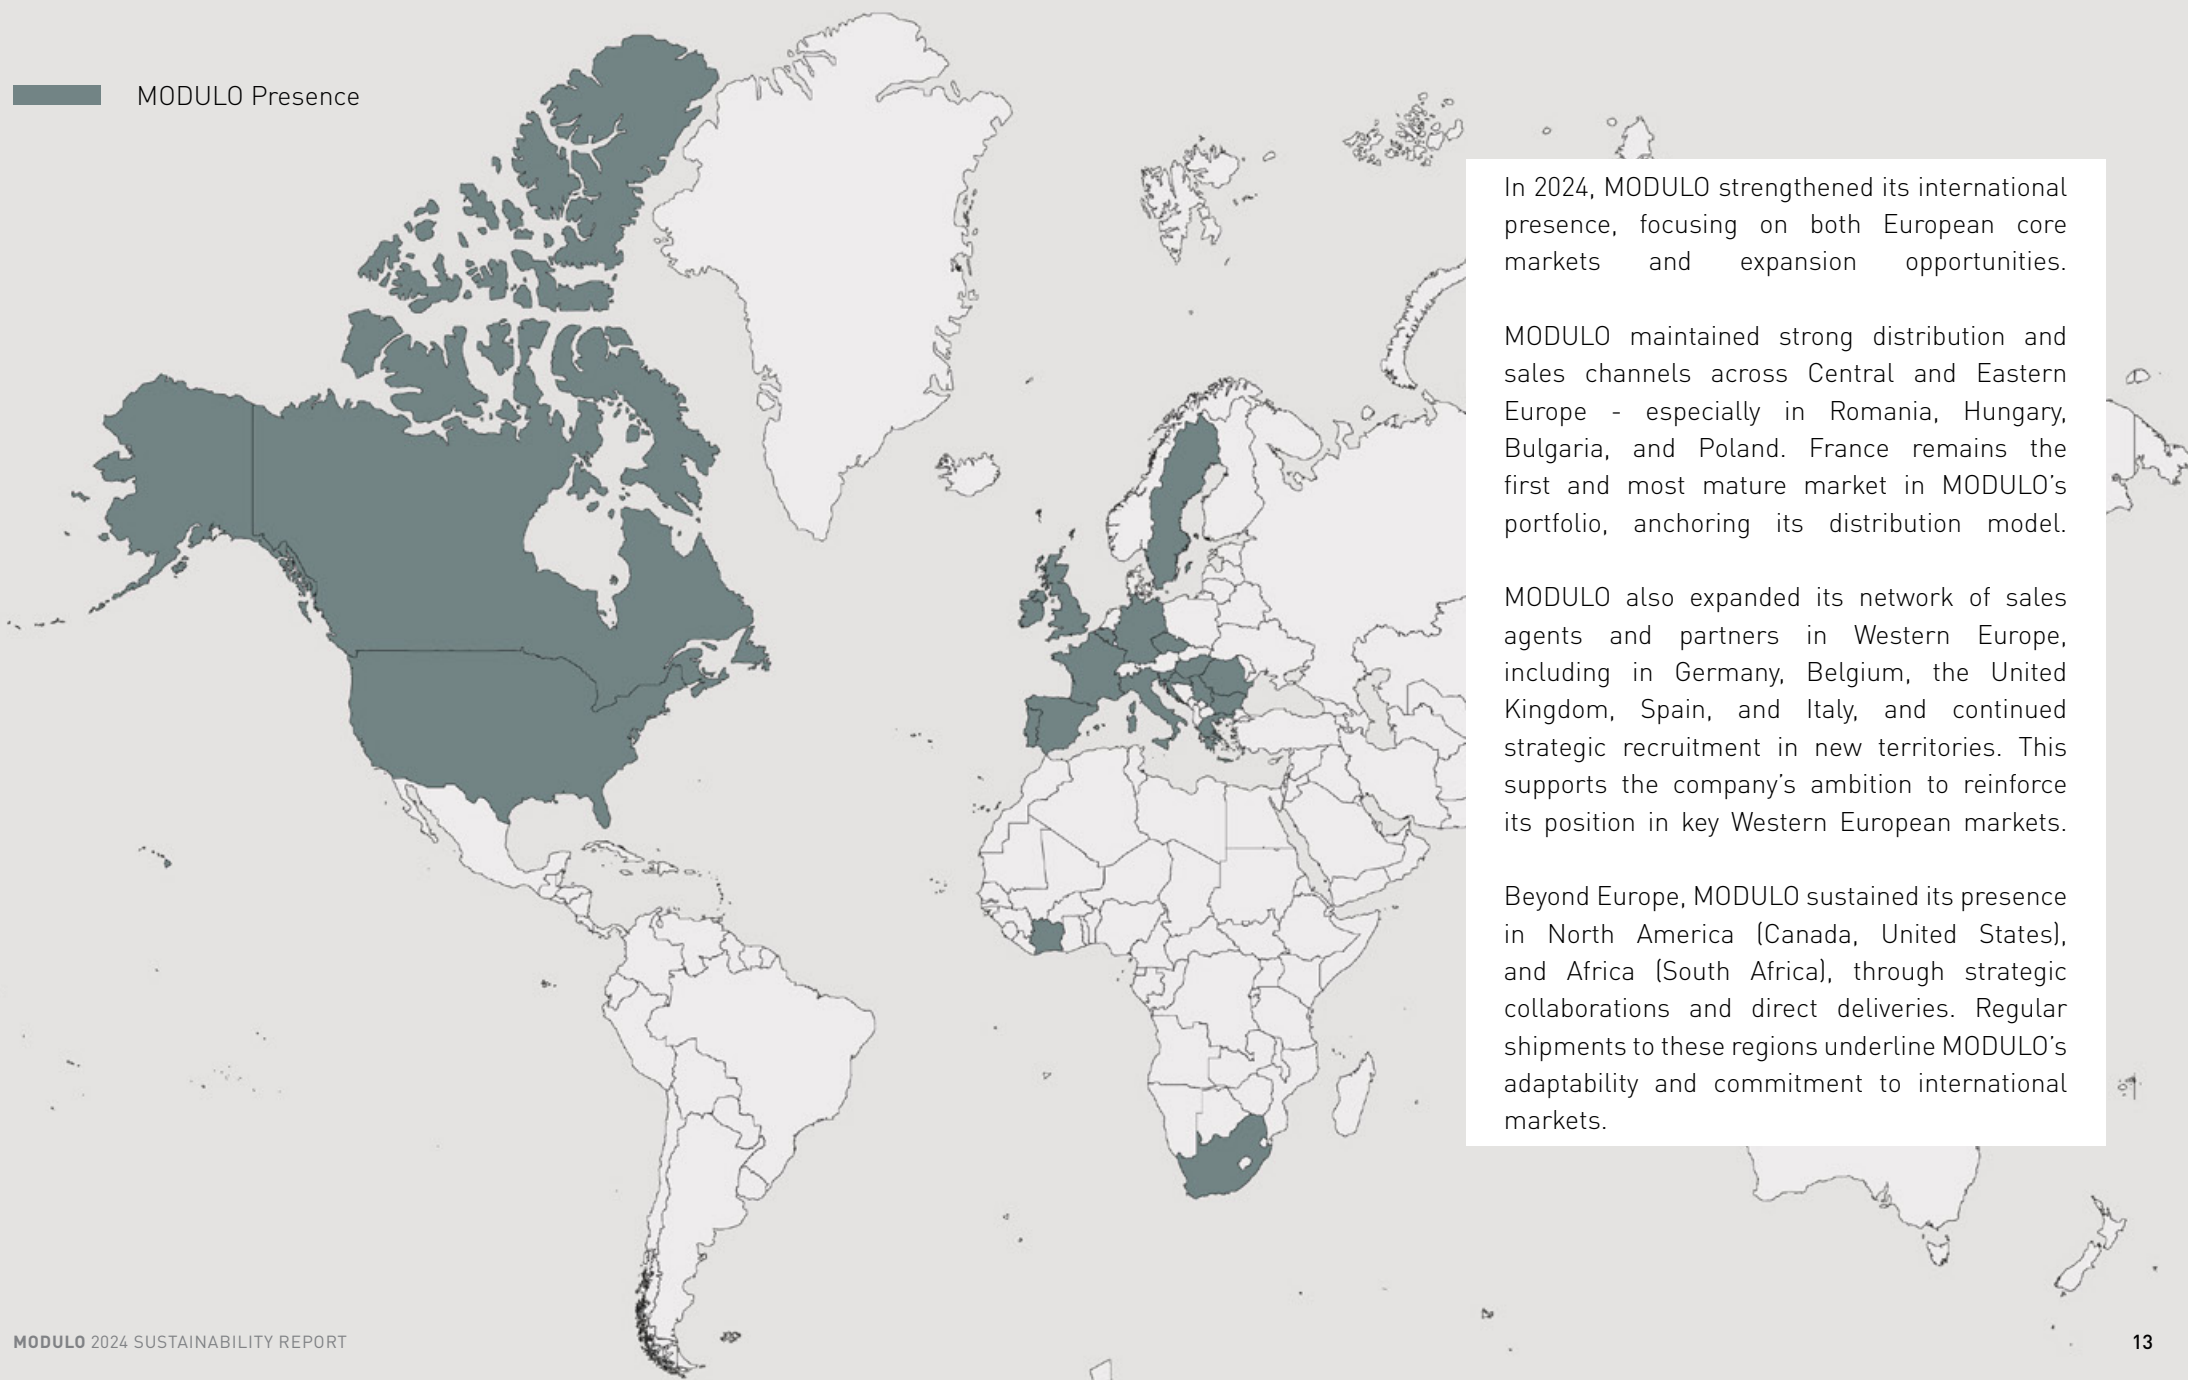 MODULO Presence
In 2024, MODULO strengthened its international
presence, focusing on both European core
markets and expansion opportunities.
MODULO maintained strong distribution and
sales channels across Central and Eastern
Europe - especially in Romania, Hungary,
Bulgaria, and Poland. France remains the
first and most mature market in MODULO’s
portfolio, anchoring its distribution model.
MODULO also expanded its network of sales
agents and partners in Western Europe,
including in Germany, Belgium, the United
Kingdom, Spain, and Italy, and continued
strategic recruitment in new territories. This
supports the company’s ambition to reinforce
its position in key Western European markets.
Beyond Europe, MODULO sustained its presence
in North America (Canada, United States),
and Africa (South Africa), through strategic
collaborations and direct deliveries. Regular
shipments to these regions underline MODULO’s
adaptability and commitment to international
markets.
MODULO 2024 SUSTAINABILITY REPORT
13